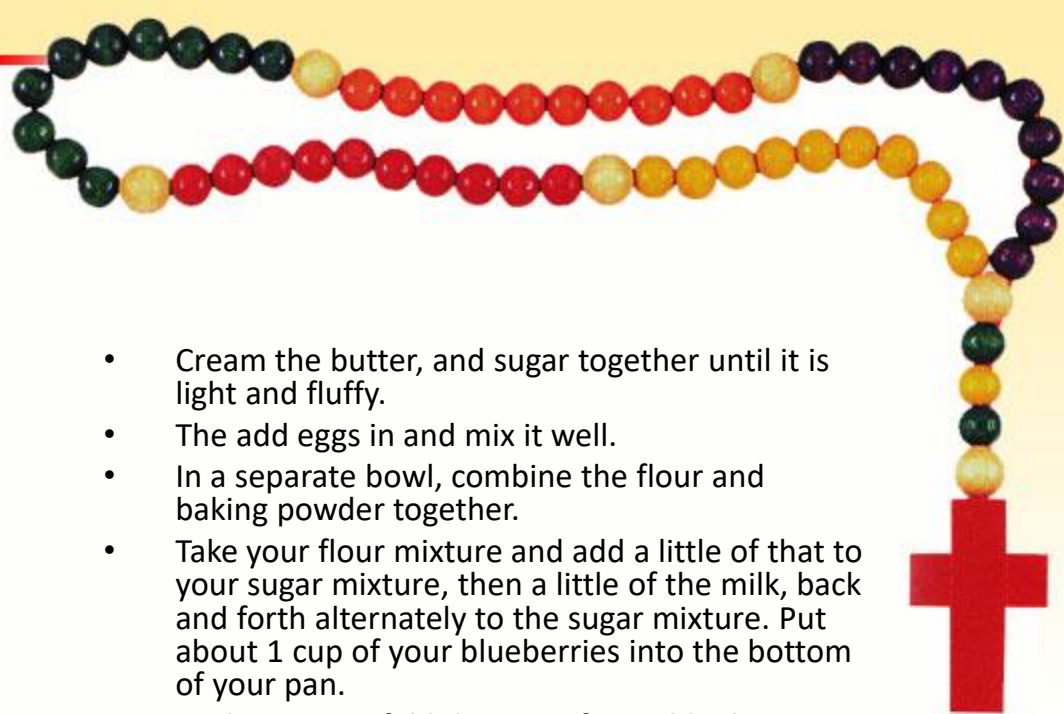 • Cream the butter, and sugar together until it is
light and fluffy.
• The add eggs in and mix it well.
• In a separate bowl, combine the flour and
baking powder together.
• Take your flour mixture and add a little of that to
your sugar mixture, then a little of the milk, back
and forth alternately to the sugar mixture. Put
about 1 cup of your blueberries into the bottom
of your pan.